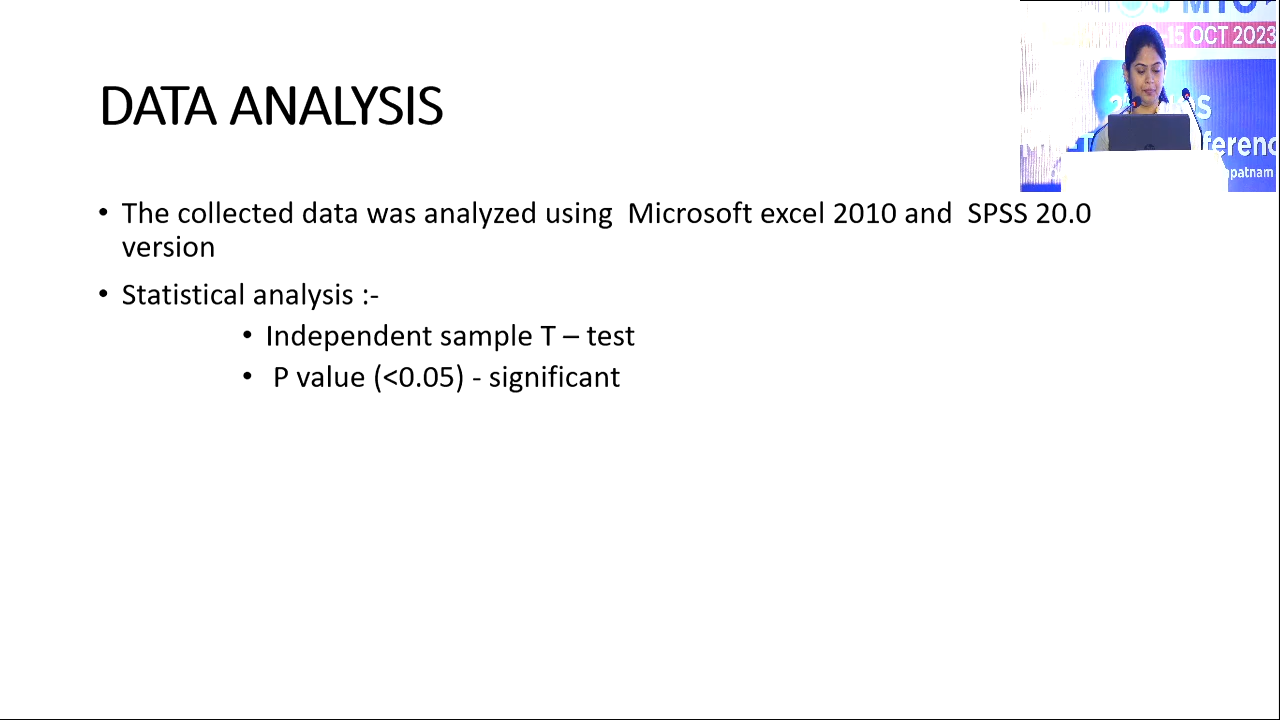 DATA ANALYSIS
-15 OCT 2023
• The collected data was analyzed using Microsoft excel 2010 and SPSS 20.0
version
• Statistical analysis :-
• Independent sample T – test
• P value (<0.05) - significant